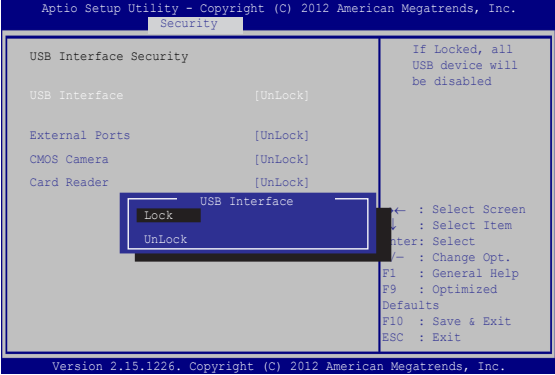 Aptio Setup Utility - Copyright (C) 2012 American Megatrends, Inc.
Security
USB Interface Security
USB Interface [UnLock]
External Ports [UnLock]
CMOS Camera [UnLock]
Card Reader [UnLock]
If Locked, all
USB device will
be disabled
USB Interface
Lock
UnLock
← : Select Screen
↓ : Select Item
nter: Select
/— : Change Opt.
F1 : General Help
F9 : Optimized
Defaults
F10 : Save & Exit
ESC : Exit
Version 2.15.1226. Copyright (C) 2012 American Megatrends, Inc.